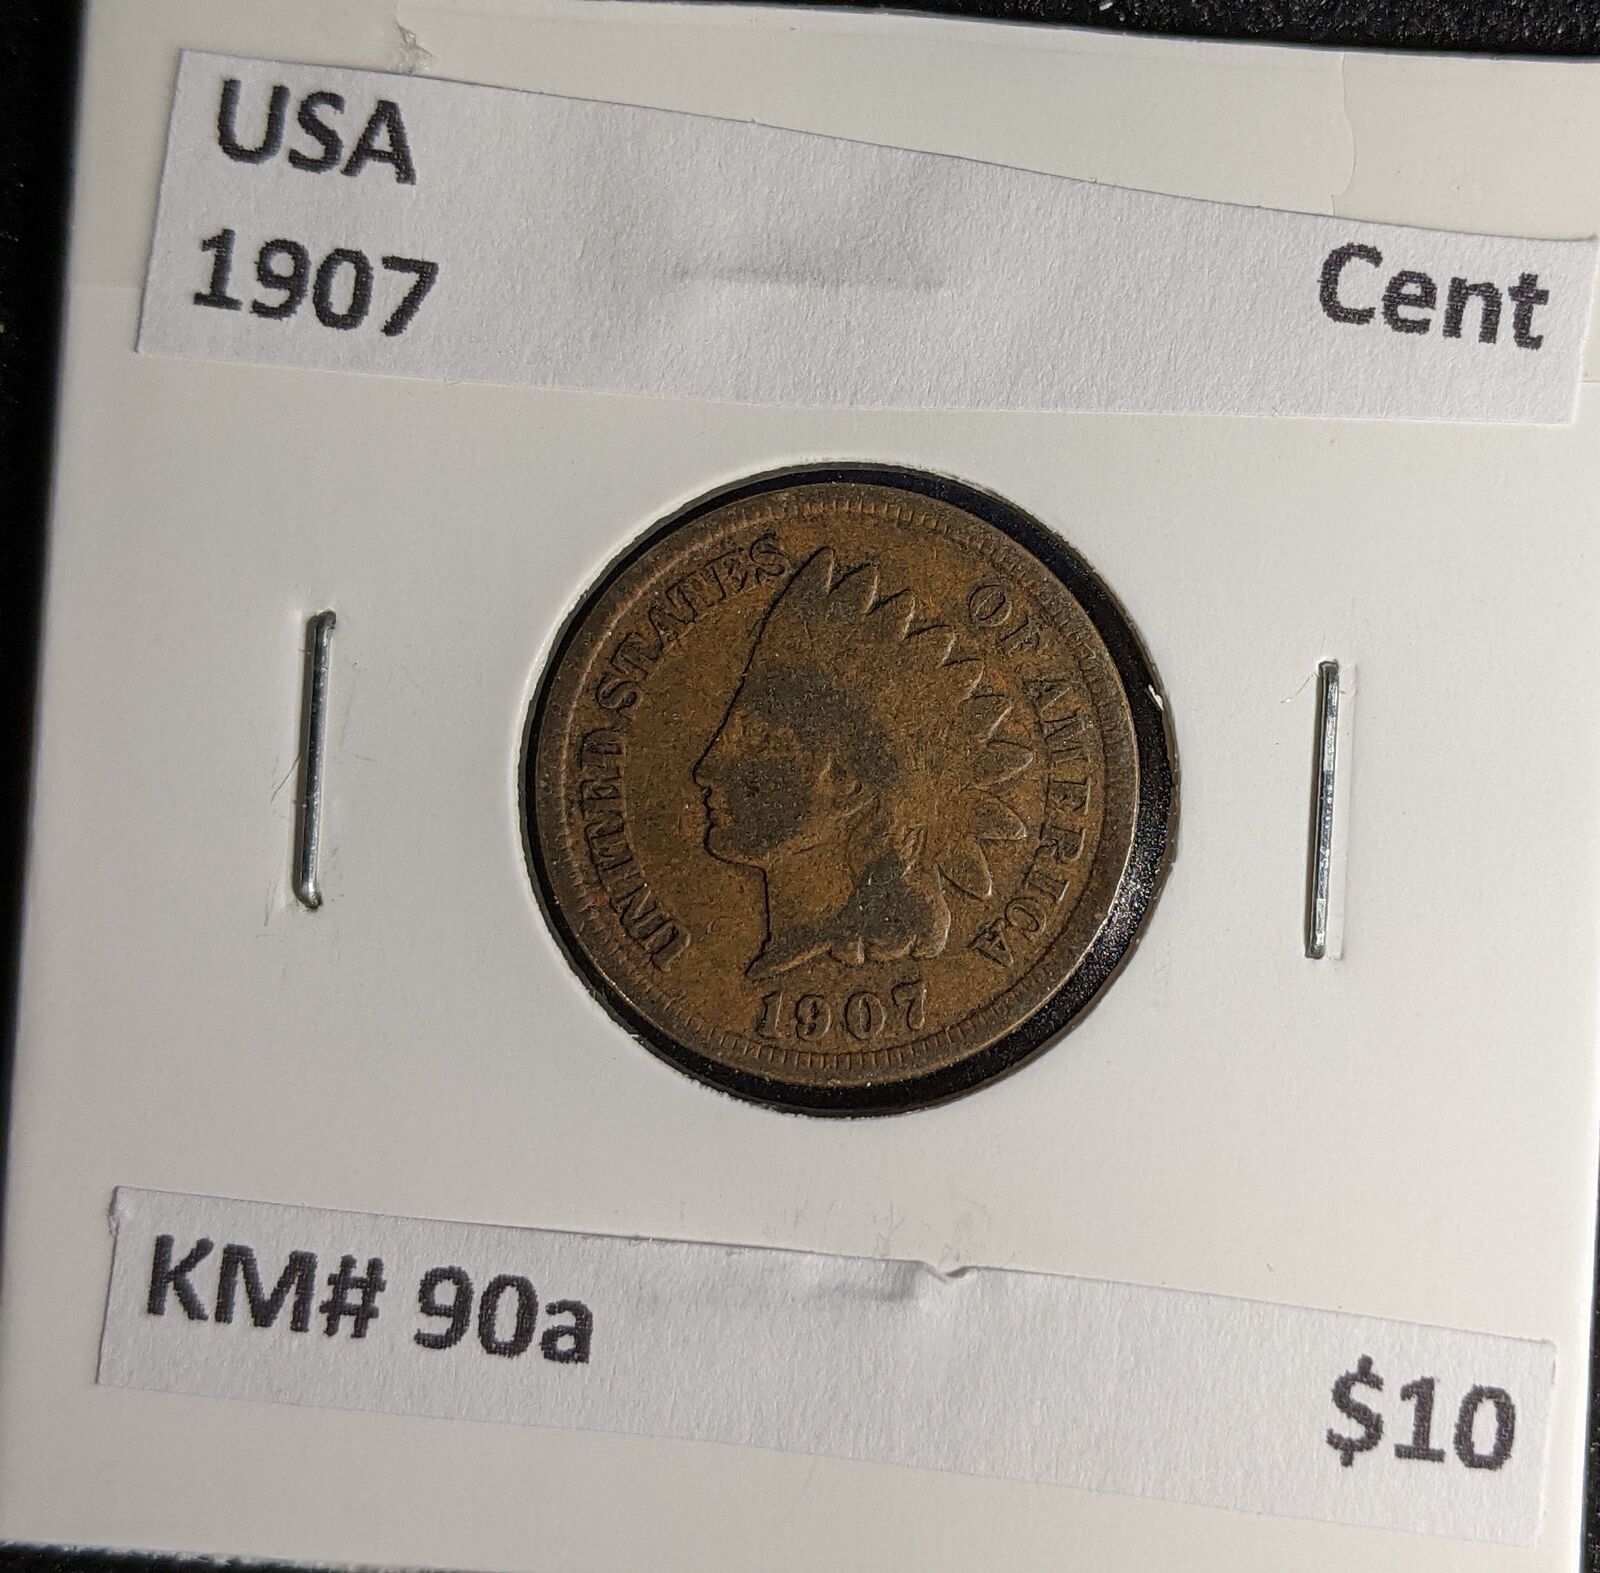 USA
1907 Cent
UNITED STATES OF AMERICA
1907
KM# 90a
$10